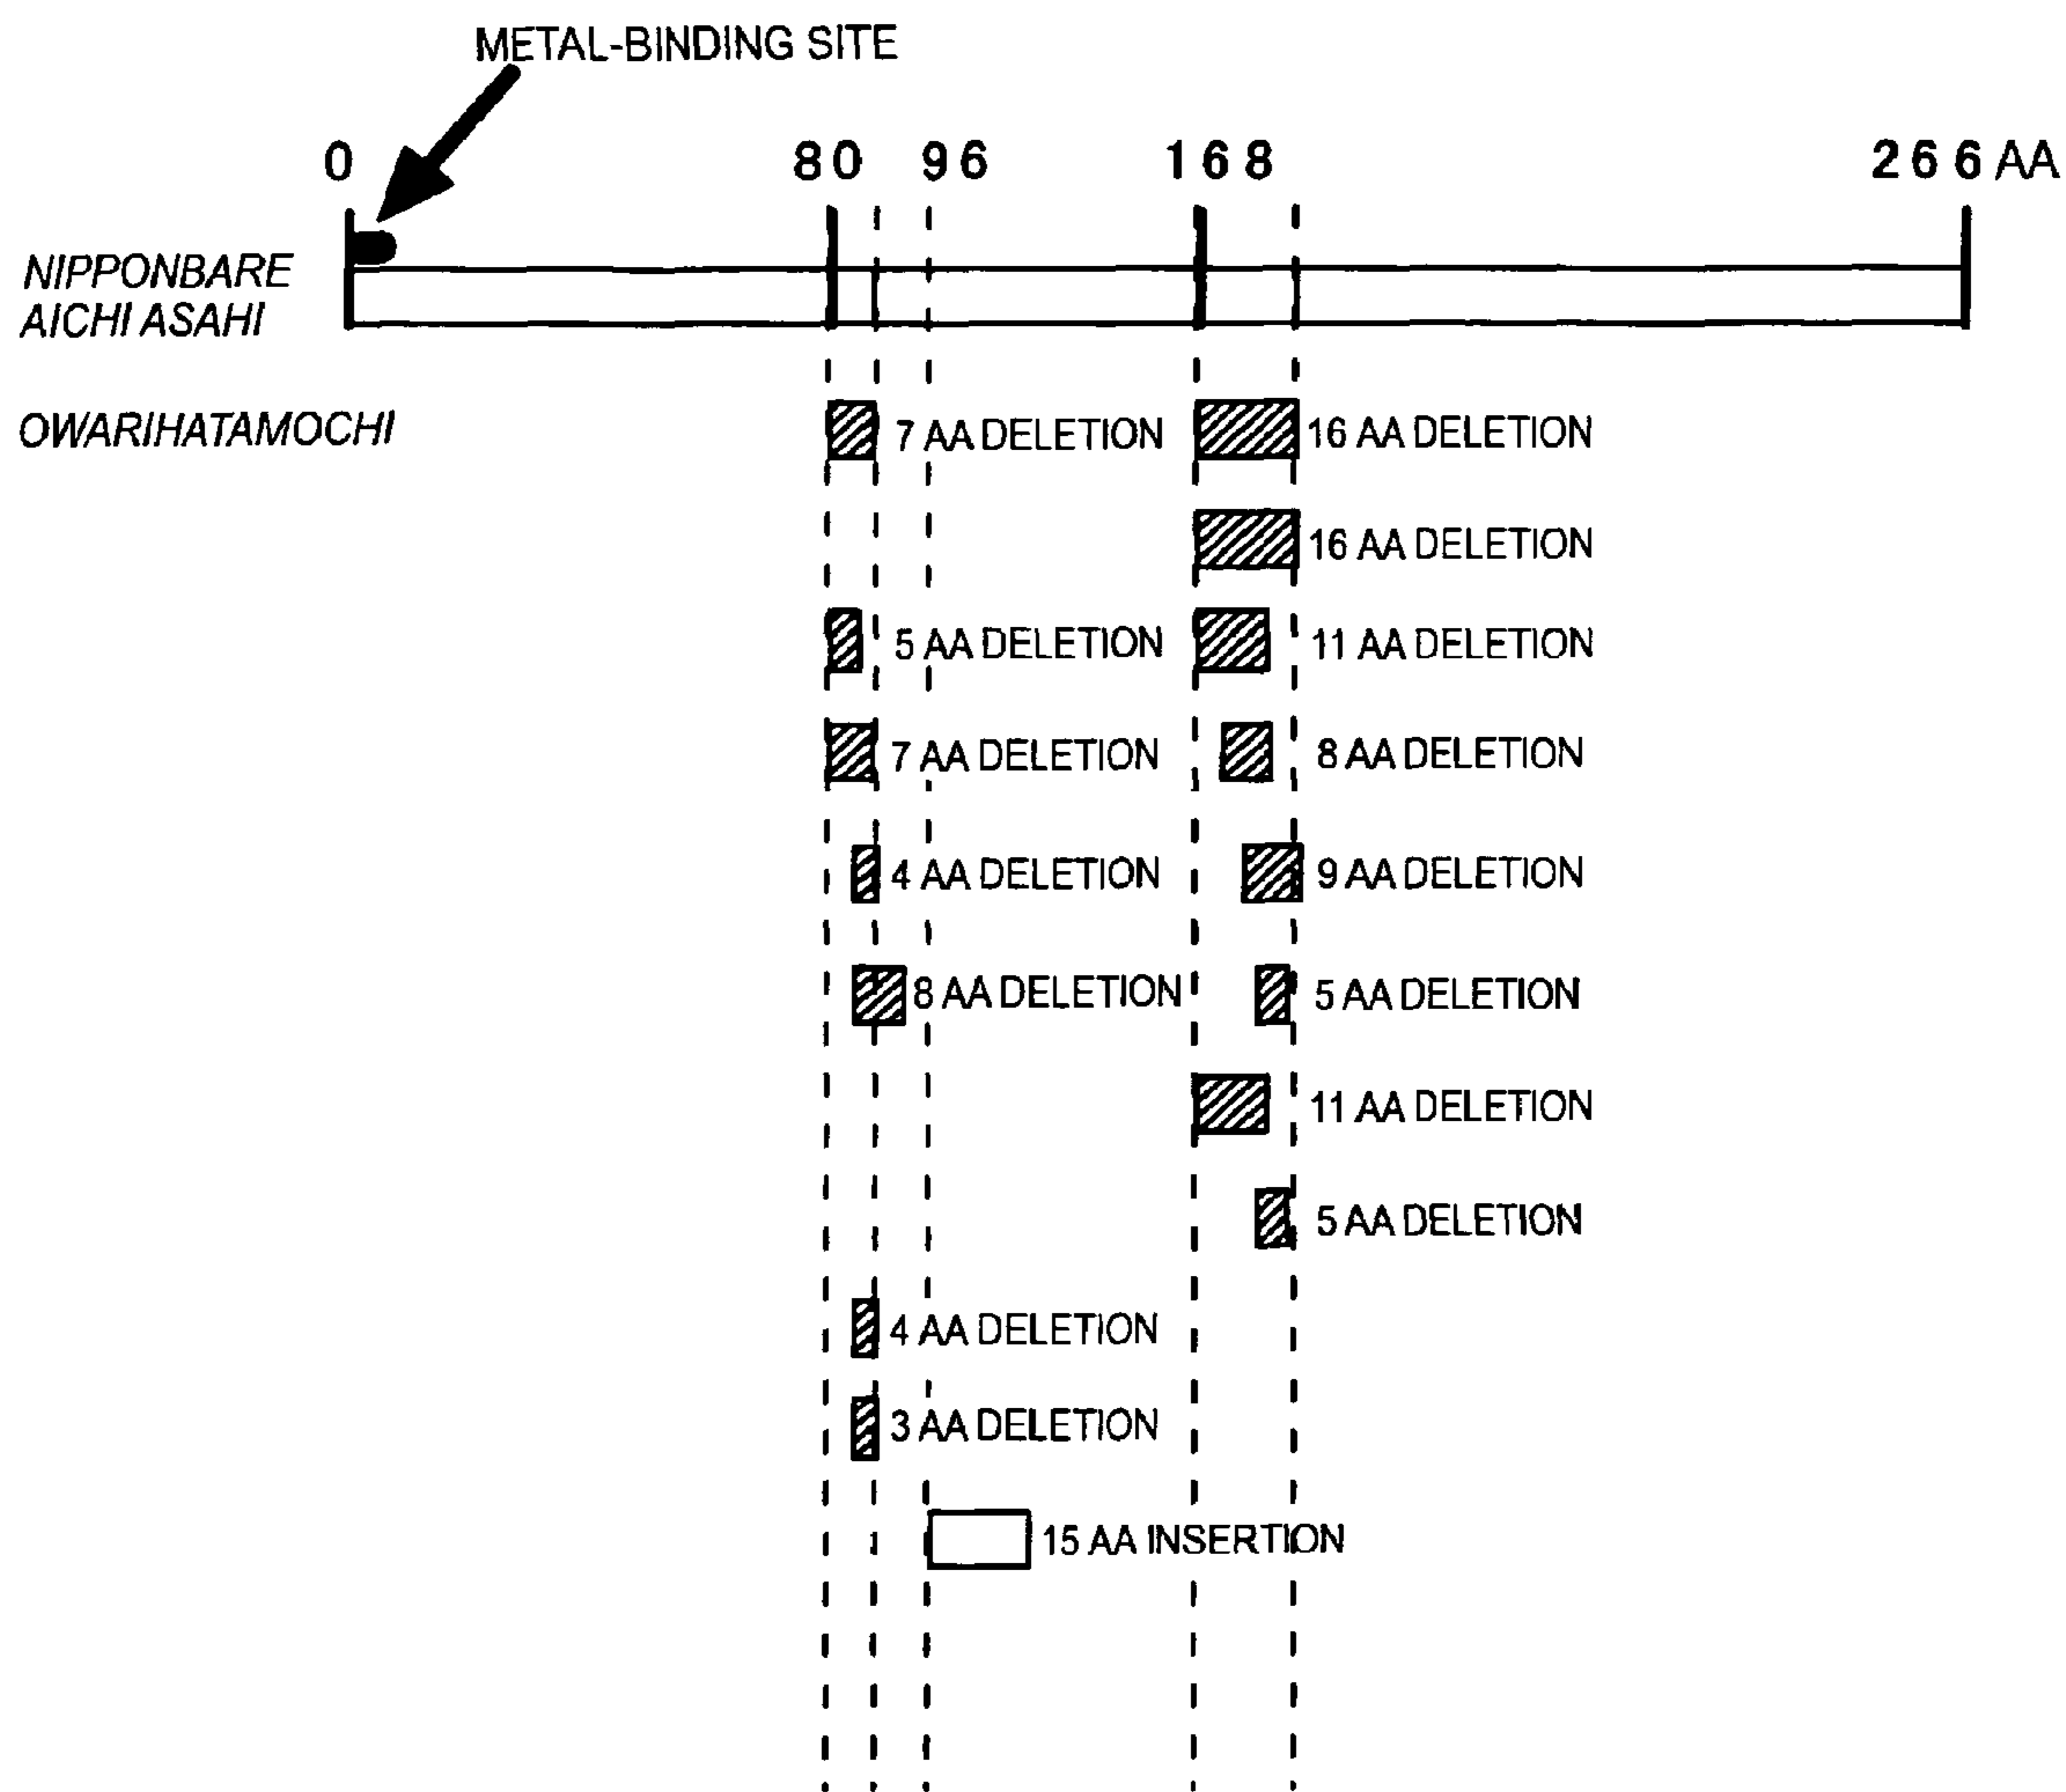 METAL-BINDING SITE
0 80 96 168 266 AA
NIPPONBARE
AICHI ASAHI
OWARIHATAMOCHI 7 AA DELETION 16 AA DELETION
16 AA DELETION
5 AA DELETION 11 AA DELETION
7 AA DELETION 8 AA DELETION
4 AA DELETION 9 AA DELETION
8 AA DELETION 5 AA DELETION
11 AA DELETION
5 AA DELETION
4 AA DELETION
3 AA DELETION
15 AA INSERTION